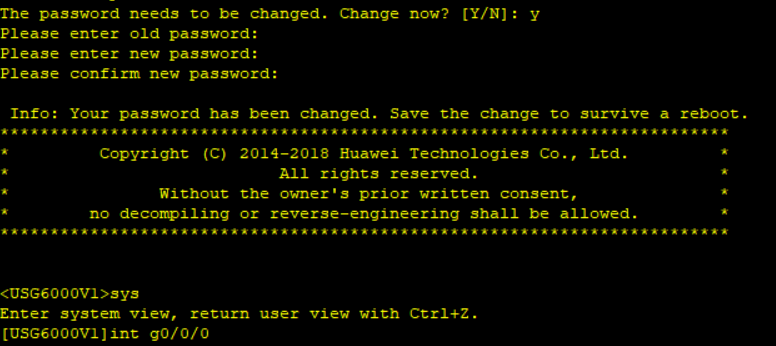 The password needs to be changed. Change now? [Y/N]: y
Please enter old password:
Please enter new password:
Please confirm new password:
Info: Your password has been changed. Save the change to survive a reboot.
*************************************************************************
* Copyright (C) 2014-2018 Huawei Technologies Co., Ltd. *
* All rights reserved. *
* Without the owner's prior written consent, *
* no decompiling or reverse-engineering shall be allowed. *
*************************************************************************
<USG6000V1>sys
Enter system view, return user view with Ctrl+Z.
[USG6000V1]int g0/0/0